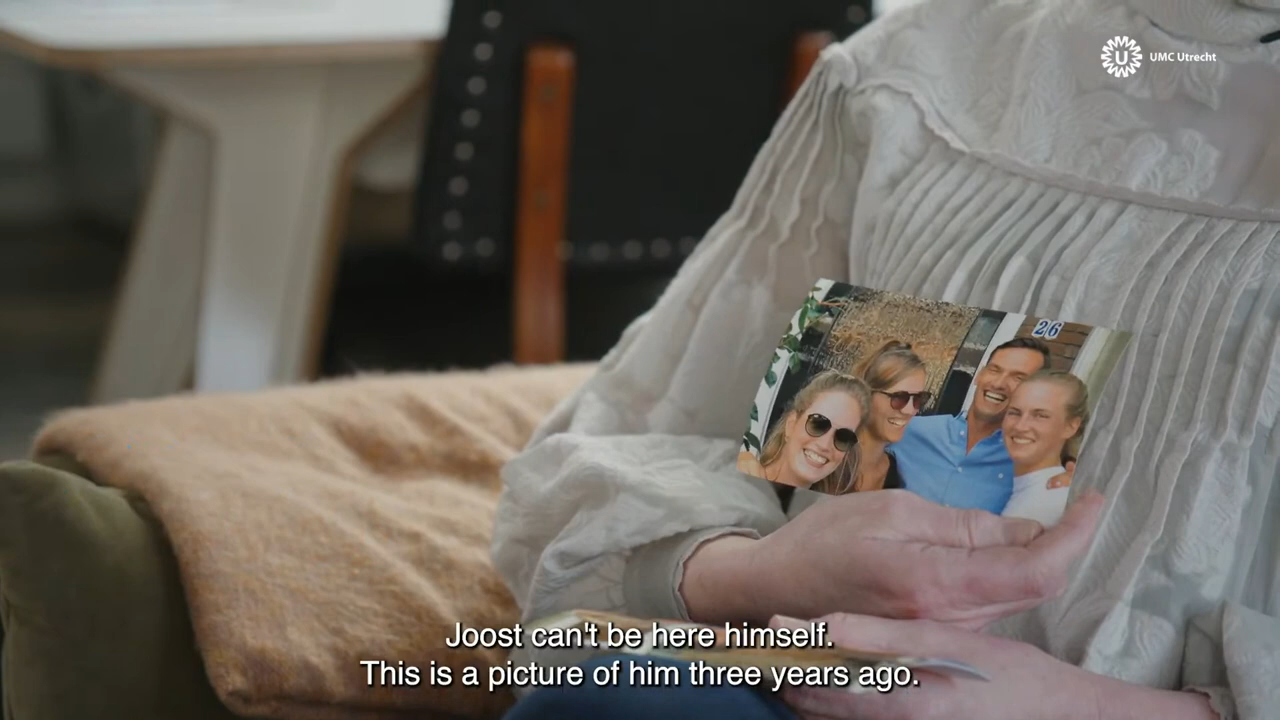 UMC Utrecht
26
Joost can't be here himself.
This is a picture of him three years ago.